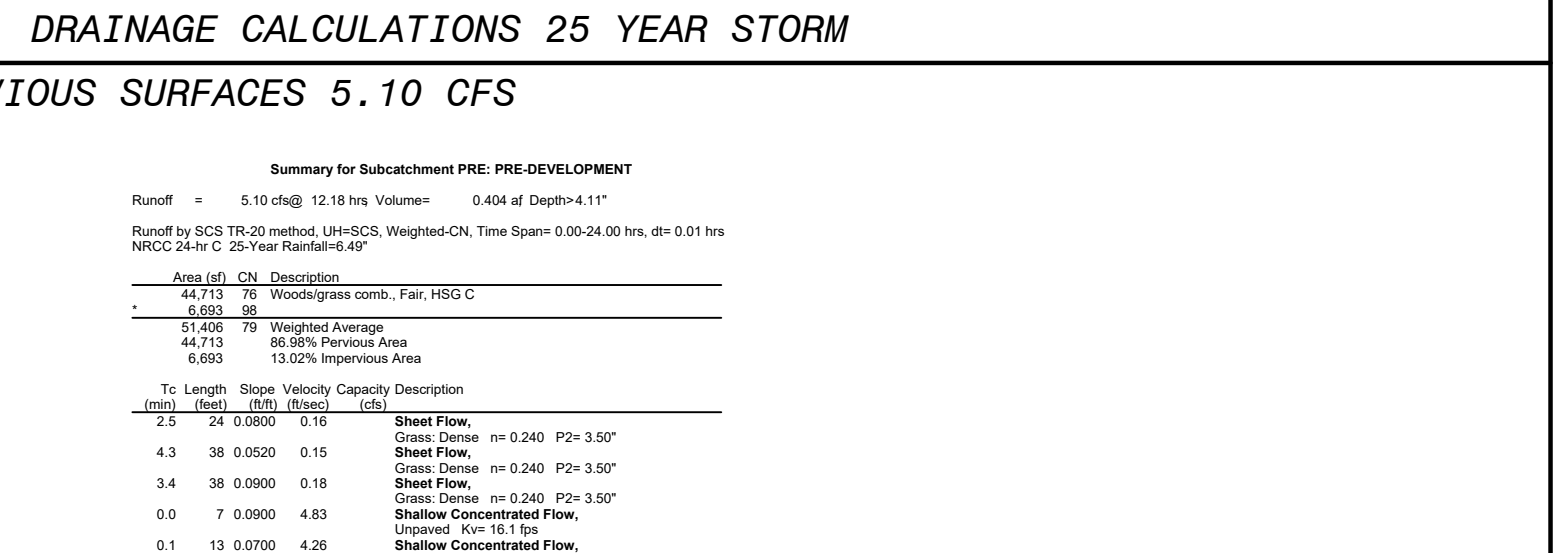 DRAINAGE CALCULATIONS 25 YEAR STORM
VIOUS SURFACES 5.10 CFS
Summary for Subcatchment PRE: PRE-DEVELOPMENT
Runoff = 5.10 cfs@ 12.18 hrs, Volume= 0.404 af, Depth>4.11"
Runoff by SCS TR-20 method, UH=SCS, Weighted-CN, Time Span= 0.00-24.00 hrs, dt= 0.01 hrs
NRCC 24-hr C 25-Year Rainfall=6.49"
Area (sf) CN Description
44,713 76 Woods/grass comb., Fair, HSG C
* 6,693 98
51,406 79 Weighted Average
44,713 86.98% Pervious Area
6,693 13.02% Impervious Area
Tc Length Slope Velocity Capacity Description
(min) (feet) (ft/ft) (ft/sec) (cfs)
2.5 24 0.0800 0.16 Sheet Flow,
Grass: Dense n= 0.240 P2= 3.50"
4.3 38 0.0520 0.15 Sheet Flow,
Grass: Dense n= 0.240 P2= 3.50"
3.4 38 0.0900 0.18 Sheet Flow,
Grass: Dense n= 0.240 P2= 3.50"
0.0 7 0.0900 4.83 Shallow Concentrated Flow,
Unpaved Kv= 16.1 fps
0.1 13 0.0700 4.26 Shallow Concentrated Flow,